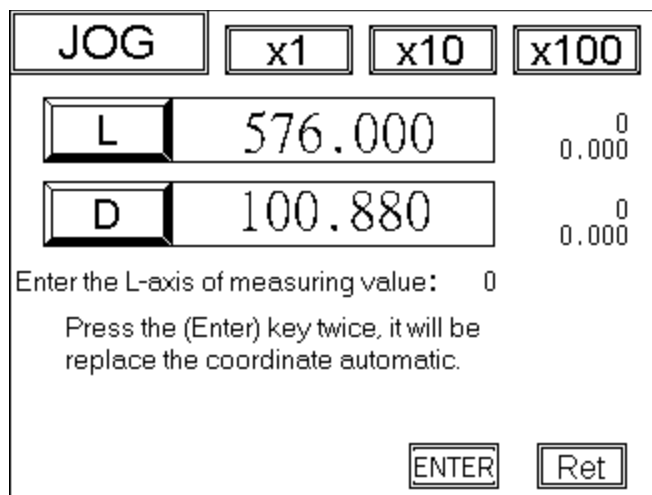 JOG x1 x10 x100
L 576.000 0
0.000
D 100.880 0
0.000
Enter the L-axis of measuring value: 0
Press the (Enter) key twice, it will be
replace the coordinate automatic.
ENTER Ret